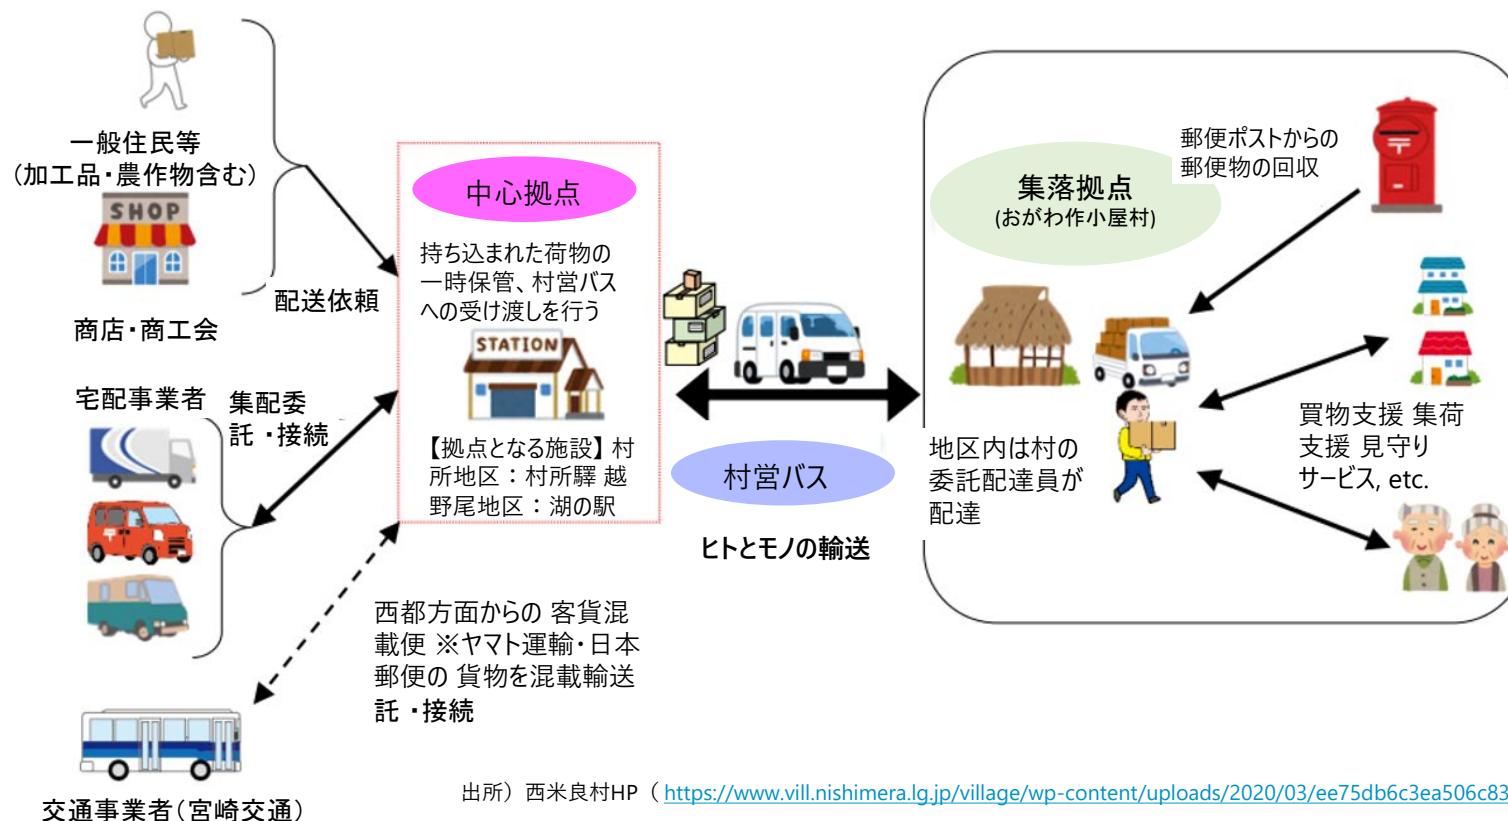 一般住民等
(加工品・農作物含む)
SHOP
商店・商工会
配送依頼
宅配事業者
集配委
託 ・接続
〒
交通事業者(宮崎交通)
中心拠点
持ち込まれた荷物の
一時保管、村営バス
への受け渡しを行う
STATION
【拠点となる施設】 村
所地区：村所驛 越
野尾地区：湖の駅
西都方面からの 客貨混
載便 ※ヤマト運輸・日本
郵便の 貨物を混載輸送
託 ・接続
村営バス
ヒトとモノの輸送
集落拠点
(おがわ作小屋村)
郵便ポストからの
郵便物の回収
〒
地区内は村の
委託配達員が
配達
買物支援 集荷
支援 見守り
サービス, etc.
出所）西米良村HP（ https://www.vill.nishimera.lg.jp/village/wp-content/uploads/2020/03/ee75db6c3ea506c83